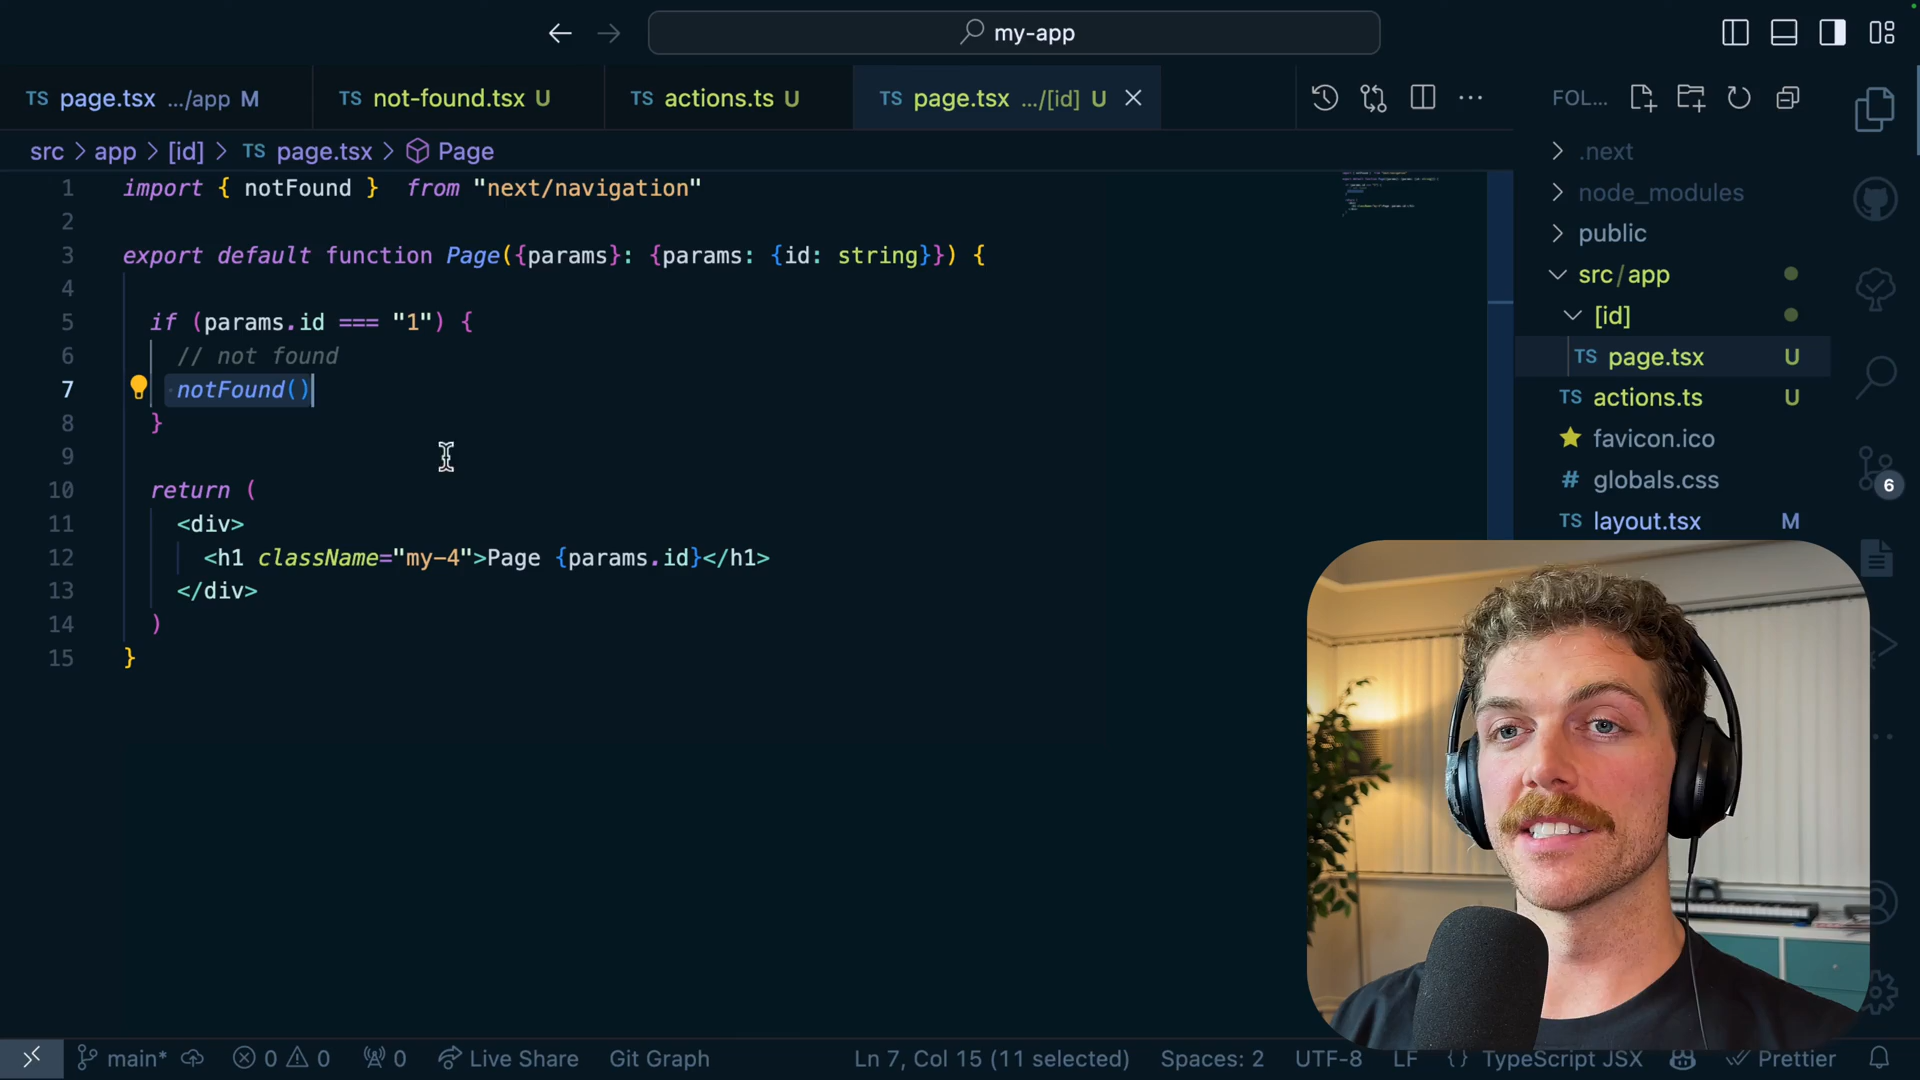 my-app
TS page.tsx .../app M
TS not-found.tsx U
TS actions.ts U
TS page.tsx .../[id] U
FOL...
src > app > [id] > TS page.tsx > Page
1 import { notFound }  from "next/navigation"
2
3 export default function Page({params}: {params: {id: string}}) {
4
5 if (params.id === "1") {
6 // not found
7 notFound()
8 }
9
10 return (
11 <div>
12 <h1 className="my-4">Page {params.id}</h1>
13 </div>
14 )
15 }
.next
node_modules
public
src/app
[id]
TS page.tsx U
TS actions.ts U
favicon.ico
# globals.css
TS layout.tsx M
6
main* 0 0 0 Live Share Git Graph Ln 7, Col 15 (11 selected) Spaces: 2 UTF-8 LF {} TypeScript JSX Prettier